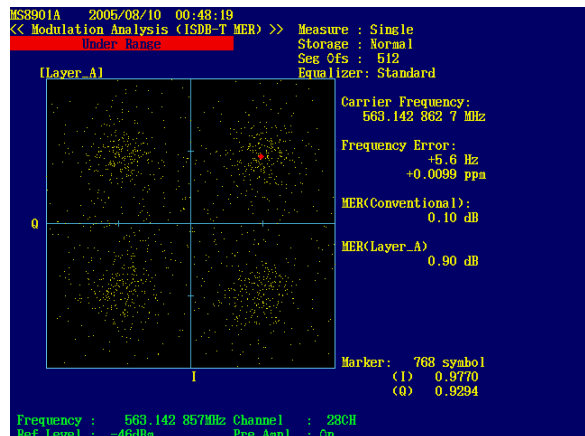 MS8901A 2005/08/10 00:48:19
<< Modulation Analysis (ISDB-T MER) >>
Under Range
Measure : Single
Storage : Normal
Seg Ofs : 512
Equalizer: Standard
[Layer_A]
Carrier Frequency:
563.142 862 7 MHz
Frequency Error:
+5.6 Hz
+0.0099 ppm
MER(Conventional):
0.10 dB
MER(Layer_A)
0.90 dB
Q
I
Marker: 768 symbol
(I) 0.9770
(Q) 0.9294
Frequency : 563.142 857MHz Channel : 28CH
Ref Level : -46dBm Pre Ampl : On